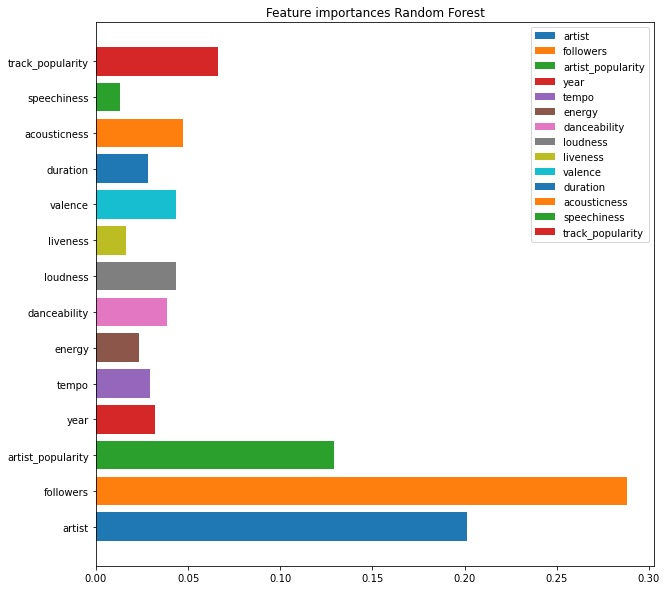 Feature importances Random Forest
track_popularity
speechiness
acousticness
duration
valence
liveness
loudness
danceability
energy
tempo
year
artist_popularity
followers
artist
0.00 0.05 0.10 0.15 0.20 0.25 0.30
artist
followers
artist_popularity
year
tempo
energy
danceability
loudness
liveness
valence
duration
acousticness
speechiness
track_popularity